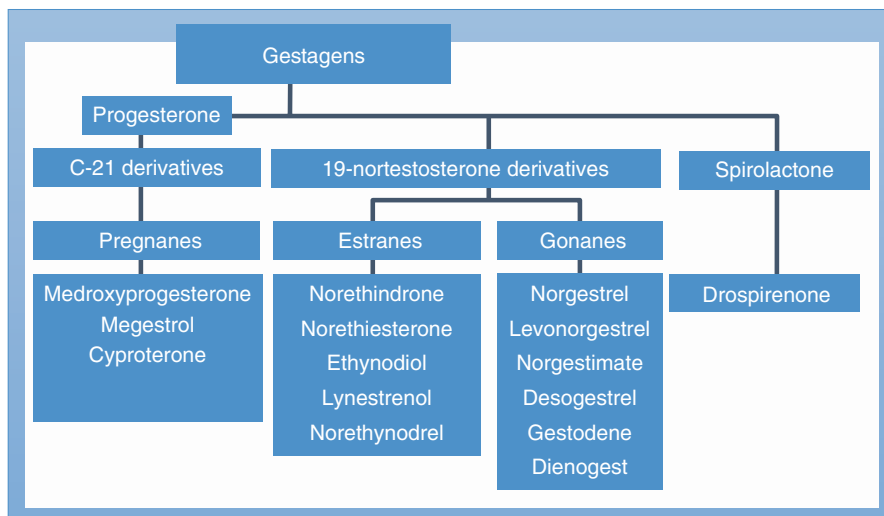 Gestagens
Progesterone
C-21 derivatives
19-nortestosterone derivatives
Spirolactone
Pregnanes
Estranes
Gonanes
Medroxyprogesterone
Megestrol
Cyproterone
Norethindrone
Norethiesterone
Ethynodiol
Lynestrenol
Norethynodrel
Norgestrel
Levonorgestrel
Norgestimate
Desogestrel
Gestodene
Dienogest
Drospirenone